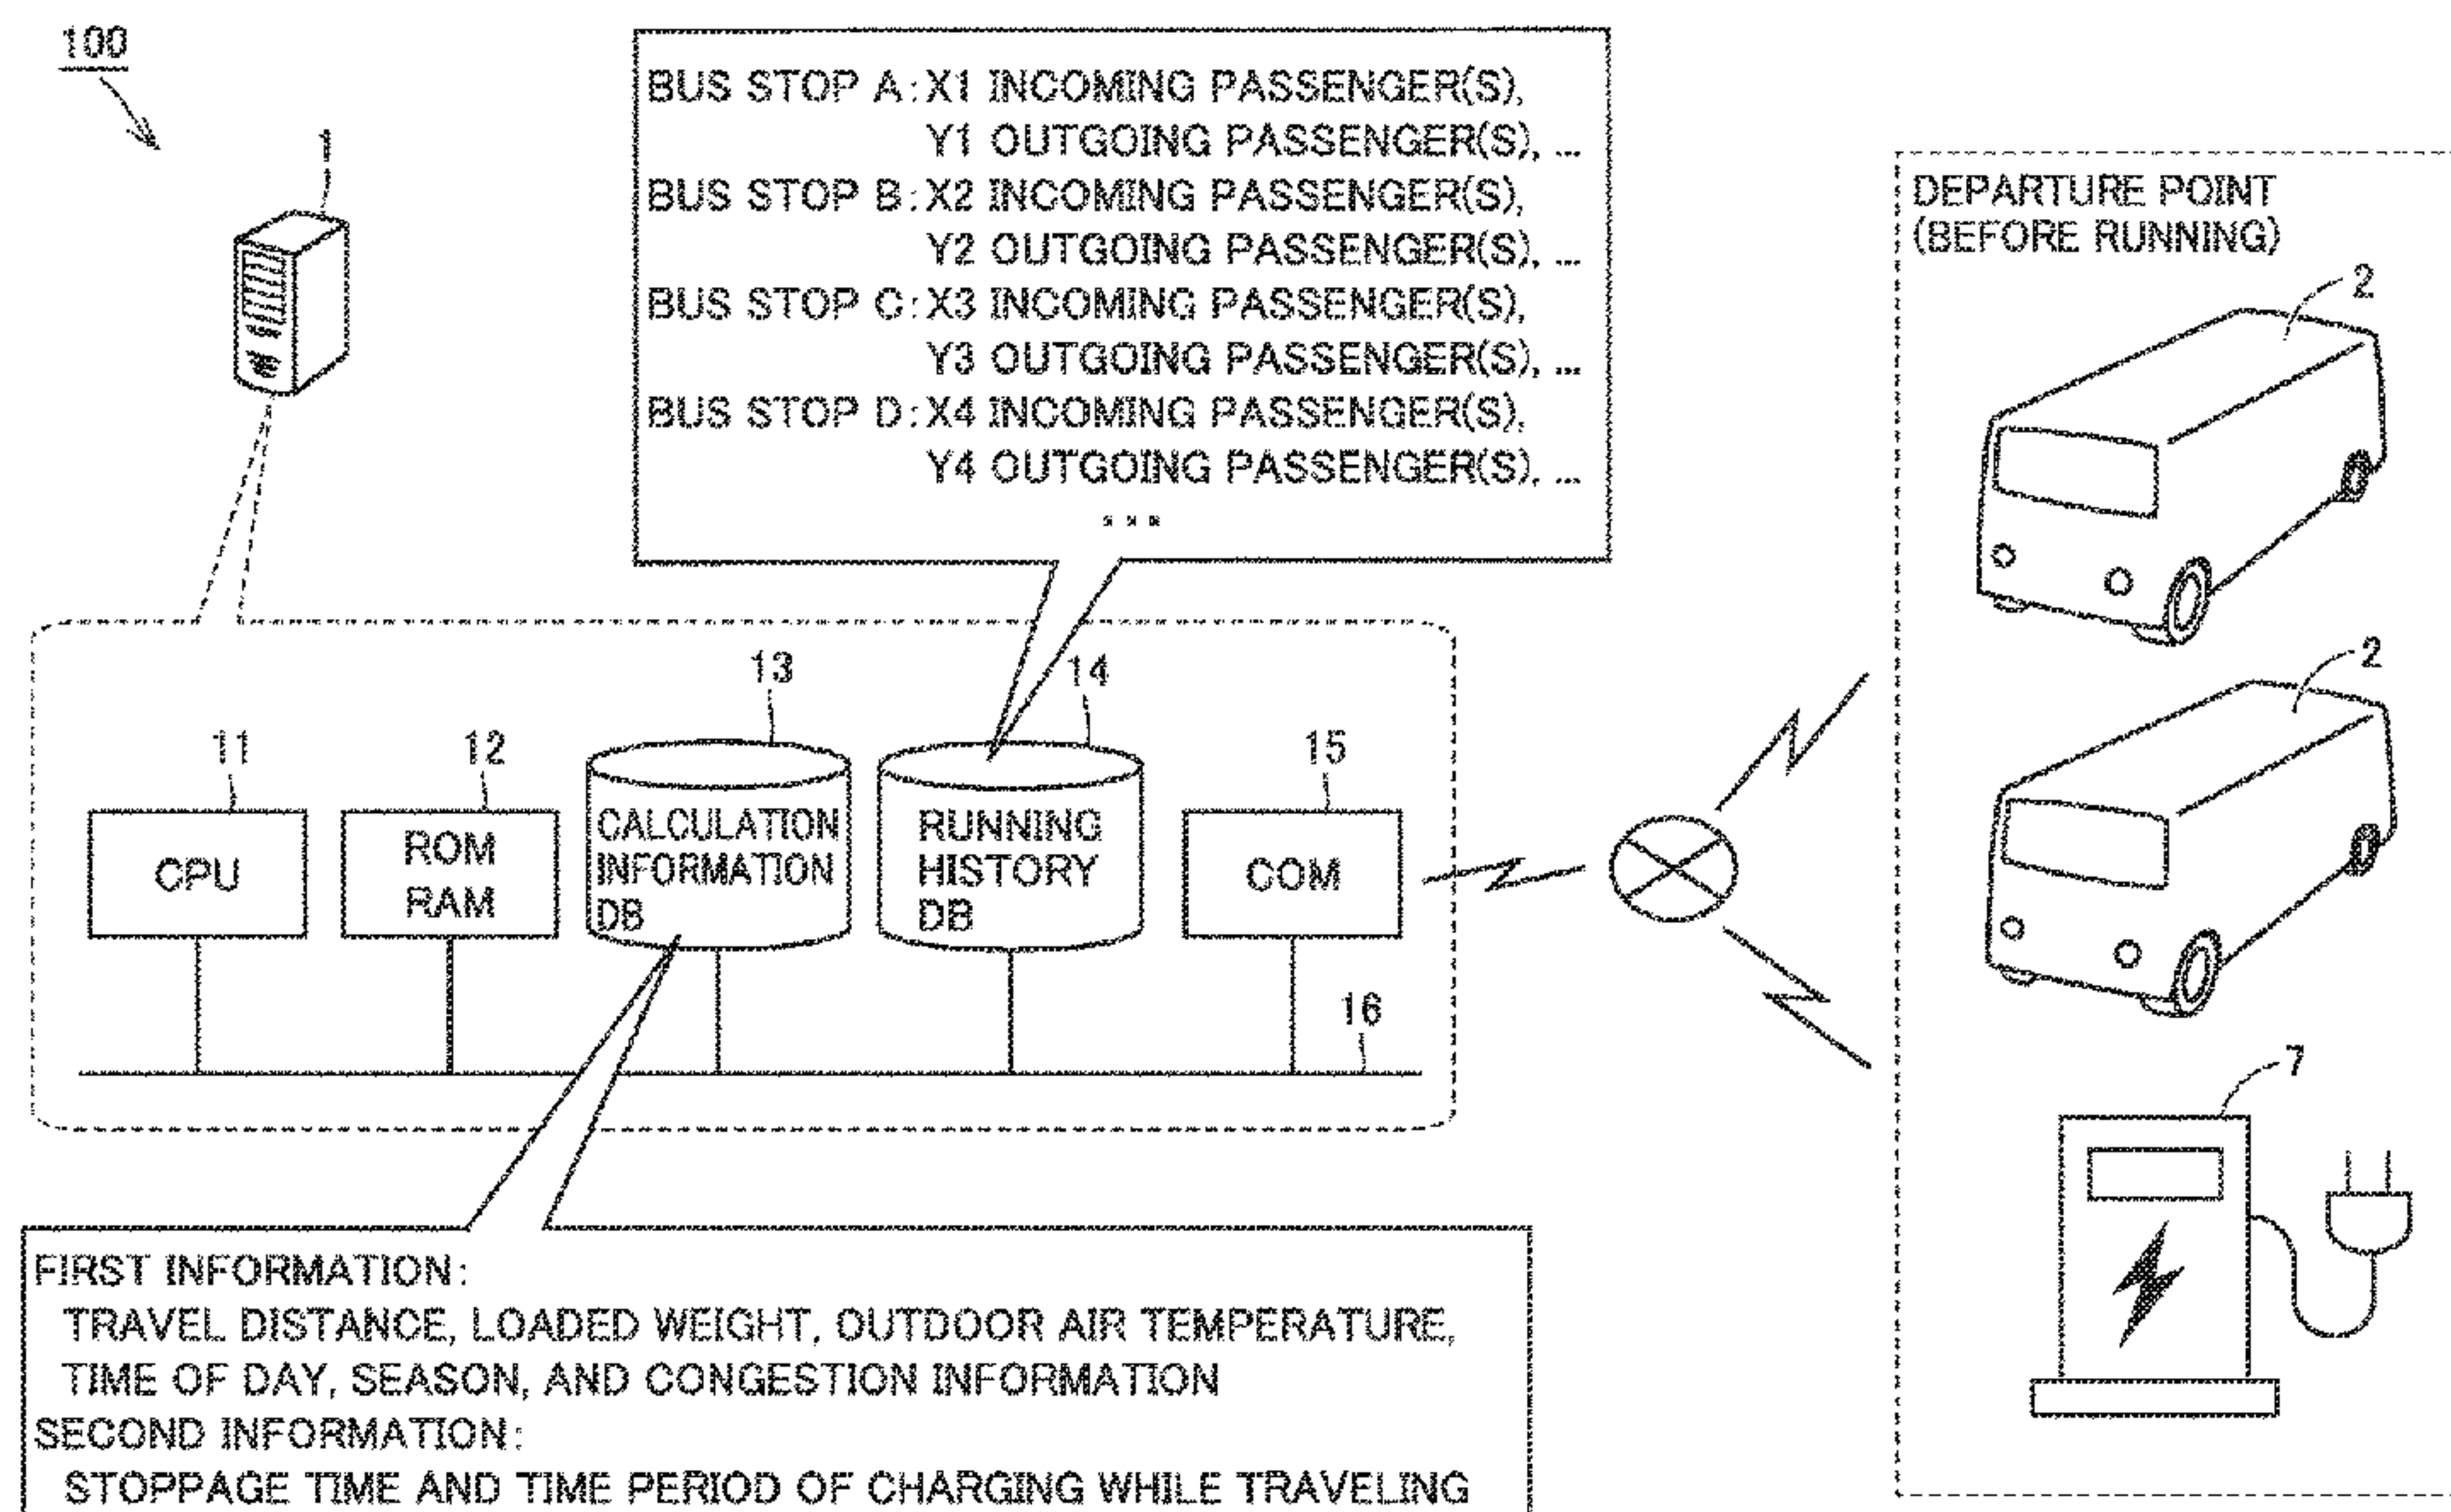 100
1
BUS STOP A:X1 INCOMING PASSENGER(S),
Y1 OUTGOING PASSENGER(S), ...
BUS STOP B:X2 INCOMING PASSENGER(S),
Y2 OUTGOING PASSENGER(S), ...
BUS STOP C:X3 INCOMING PASSENGER(S),
Y3 OUTGOING PASSENGER(S), ...
BUS STOP D:X4 INCOMING PASSENGER(S),
Y4 OUTGOING PASSENGER(S), ...
...
DEPARTURE POINT
(BEFORE RUNNING)
2
2
7
11
12
13
14
15
CPU
ROM
RAM
CALCULATION
INFORMATION
DB
RUNNING
HISTORY
DB
COM
16
FIRST INFORMATION:
TRAVEL DISTANCE, LOADED WEIGHT, OUTDOOR AIR TEMPERATURE,
TIME OF DAY, SEASON, AND CONGESTION INFORMATION
SECOND INFORMATION:
STOPPAGE TIME AND TIME PERIOD OF CHARGING WHILE TRAVELING